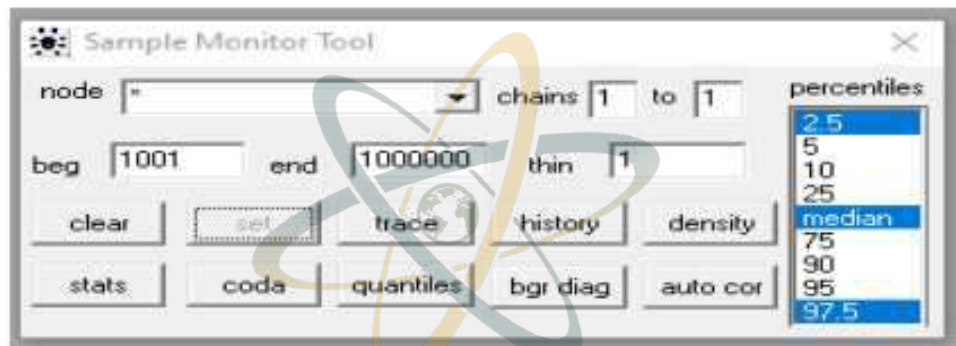 Sample Monitor Tool
node * chains 1 to 1 percentiles
2.5
beg 1001 end 1000000 thin 1 5
10
25
clear set trace history density median
75
90
stats coda quantiles bgr diag auto cor 95
97.5